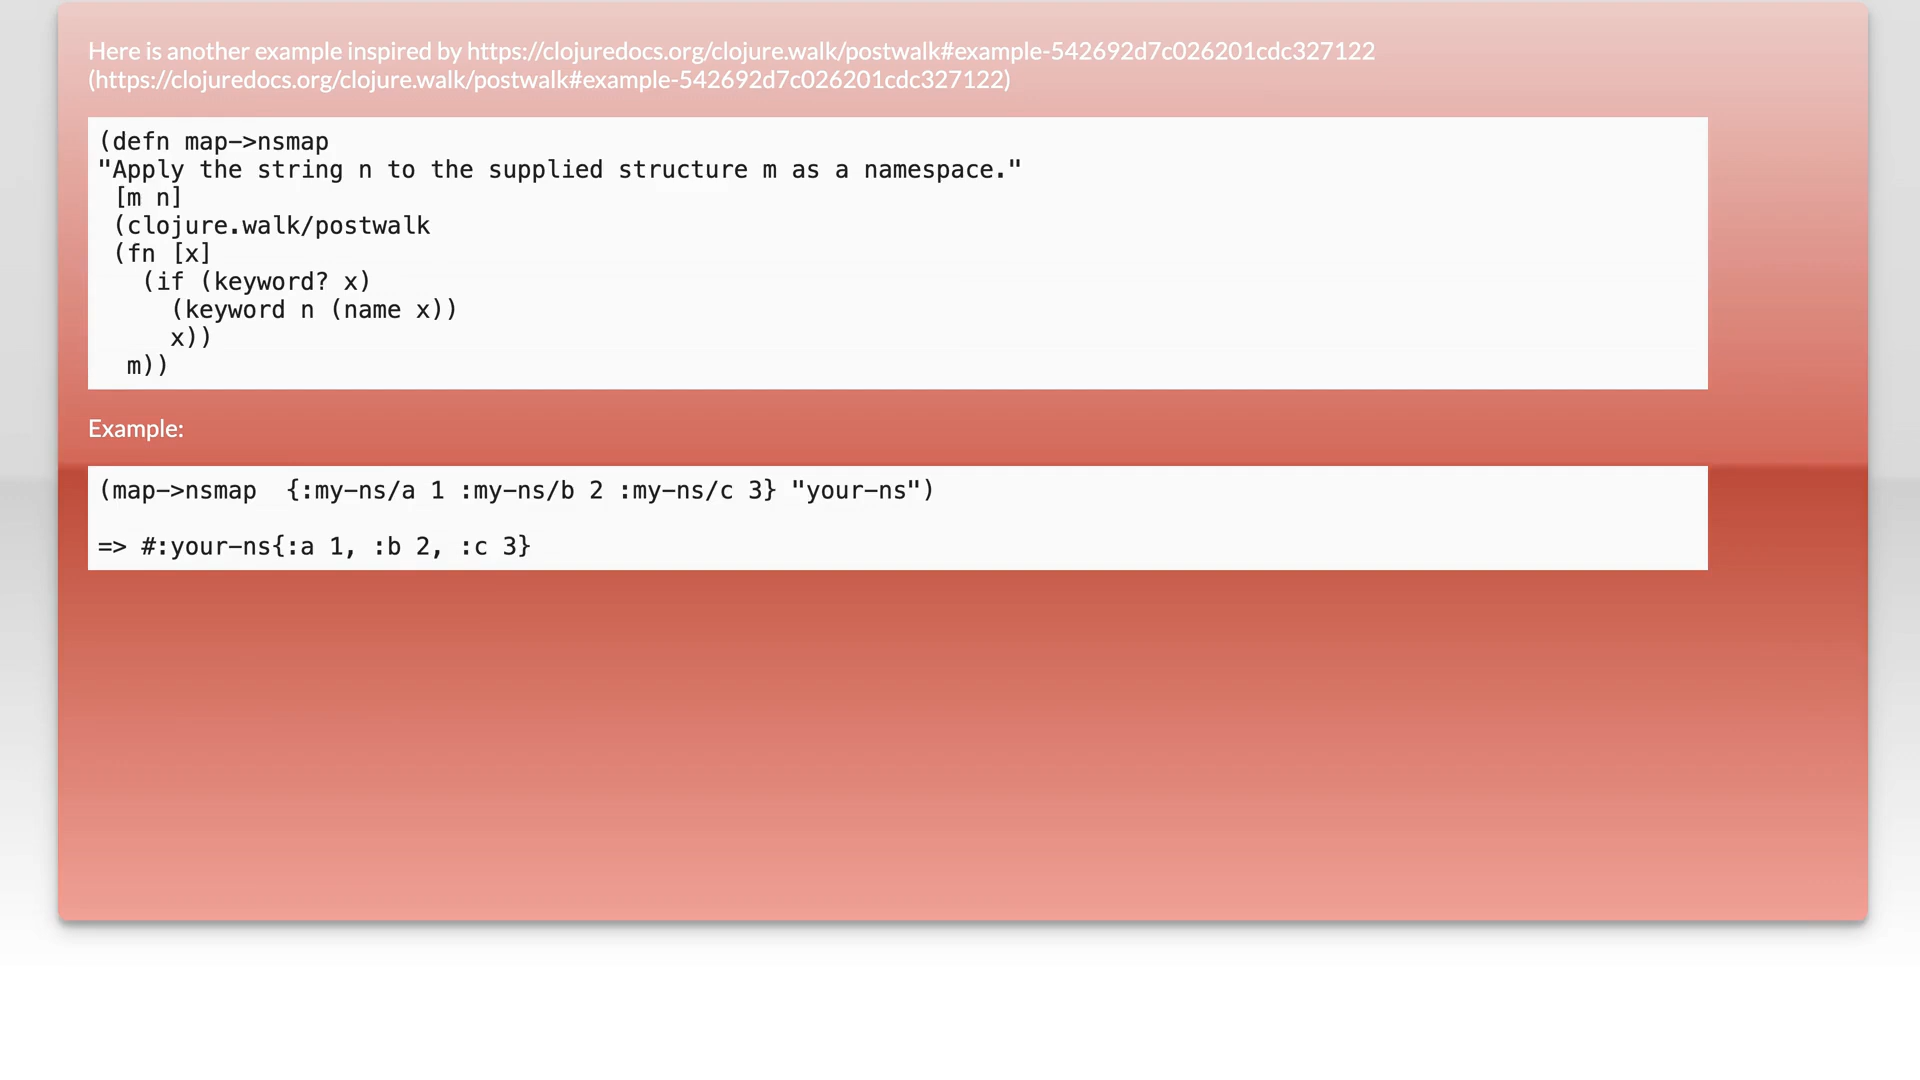 Here is another example inspired by https://clojuredocs.org/clojure.walk/postwalk#example-542692d7c026201cdc327122
(https://clojuredocs.org/clojure.walk/postwalk#example-542692d7c026201cdc327122)
(defn map->nsmap
"Apply the string n to the supplied structure m as a namespace."
[m n]
(clojure.walk/postwalk
(fn [x]
(if (keyword? x)
(keyword n (name x))
x))
m))
Example:
(map->nsmap  {:my-ns/a 1 :my-ns/b 2 :my-ns/c 3} "your-ns")
=> #:your-ns{:a 1, :b 2, :c 3}